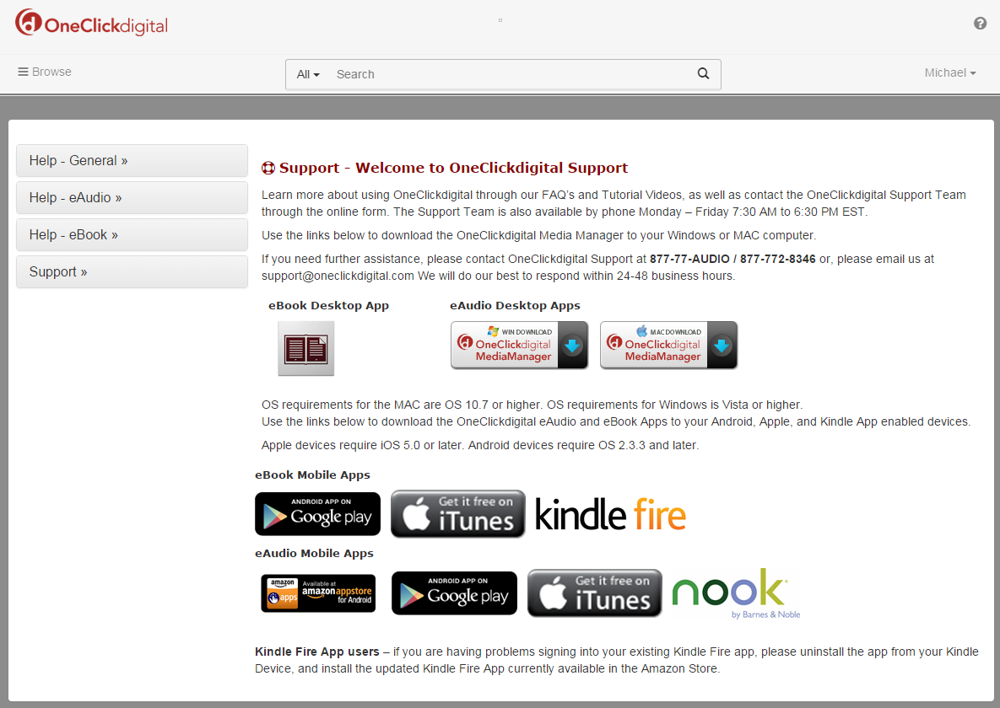 OneClickdigital
Browse
All
Search
Michael
Help - General »
Help - eAudio »
Help - eBook »
Support »
Support - Welcome to OneClickdigital Support
Learn more about using OneClickdigital through our FAQ's and Tutorial Videos, as well as contact the OneClickdigital Support Team
through the online form. The Support Team is also available by phone Monday – Friday 7:30 AM to 6:30 PM EST.
Use the links below to download the OneClickdigital Media Manager to your Windows or MAC computer.
If you need further assistance, please contact OneClickdigital Support at 877-77-AUDIO / 877-772-8346 or, please email us at
support@oneclickdigital.com We will do our best to respond within 24-48 business hours.
eBook Desktop App
eAudio Desktop Apps
WIN DOWNLOAD
OneClickdigital
MediaManager
MAC DOWNLOAD
OneClickdigital
MediaManager
OS requirements for the MAC are OS 10.7 or higher. OS requirements for Windows is Vista or higher.
Use the links below to download the OneClickdigital eAudio and eBook Apps to your Android, Apple, and Kindle App enabled devices.
Apple devices require iOS 5.0 or later. Android devices require OS 2.3.3 and later.
eBook Mobile Apps
ANDROID APP ON
Google play
Get it free on
iTunes
kindle fire
eAudio Mobile Apps
amazon
apps
Available at
amazonappstore
for Android
ANDROID APP ON
Google play
Get it free on
iTunes
nook
by Barnes & Noble
Kindle Fire App users – if you are having problems signing into your existing Kindle Fire app, please uninstall the app from your Kindle
Device, and install the updated Kindle Fire App currently available in the Amazon Store.